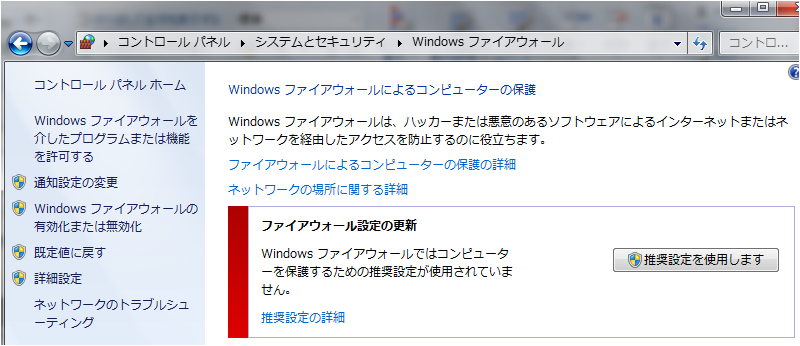 コントロール パネル ▸ システムとセキュリティ ▸ Windows ファイアウォール
コントロ...
コントロール パネル ホーム
Windows ファイアウォールを
介したプログラムまたは機能
を許可する
通知設定の変更
Windows ファイアウォールの
有効化または無効化
既定値に戻す
詳細設定
ネットワークのトラブルシュ
ーティング
Windows ファイアウォールによるコンピューターの保護
Windows ファイアウォールは、ハッカーまたは悪意のあるソフトウェアによるインターネットまたはネ
ットワークを経由したアクセスを防止するのに役立ちます。
ファイアウォールによるコンピューターの保護の詳細
ネットワークの場所に関する詳細
ファイアウォール設定の更新
Windows ファイアウォールではコンピュータ
ーを保護するための推奨設定が使用されていま
せん。
推奨設定を使用します
推奨設定の詳細